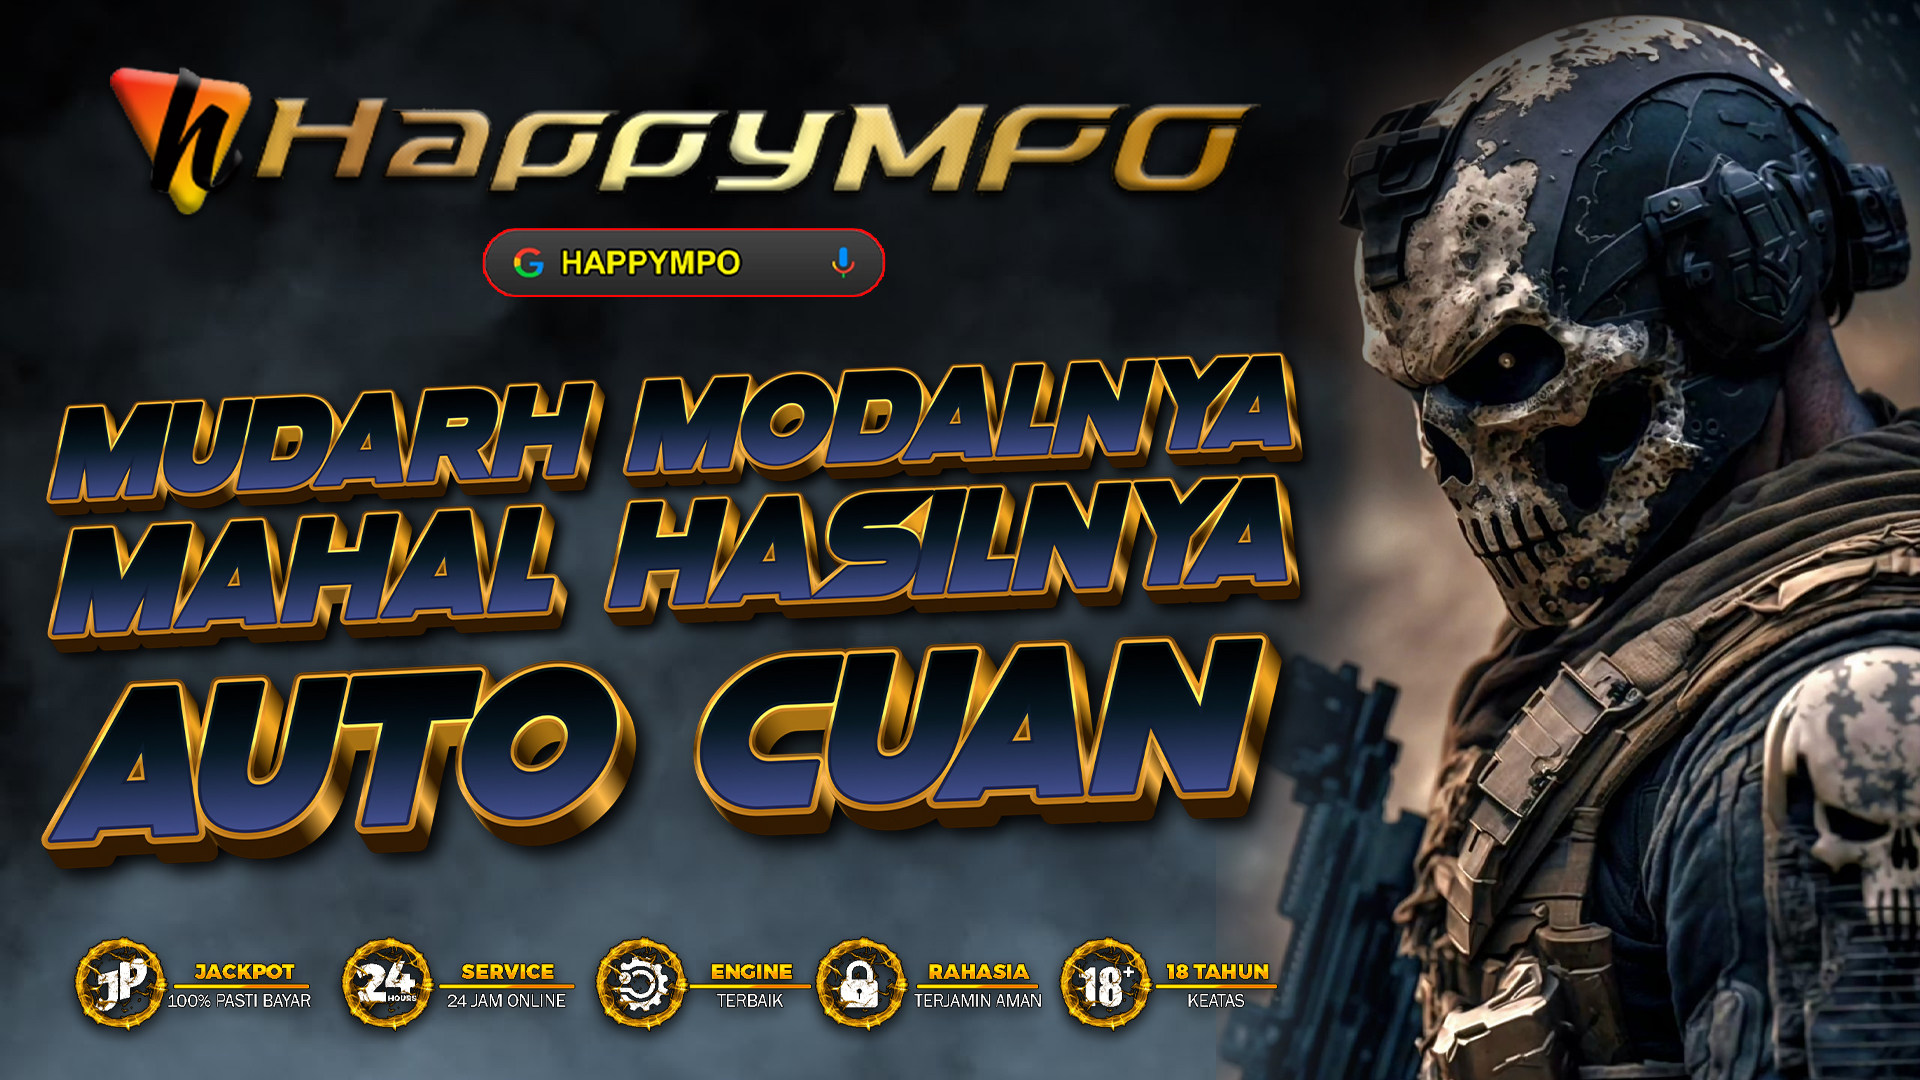 HAPPYMPO
HAPPYMPO
MUDARH MODALNYA
MAHAL HASILNYA
AUTO CUAN
JP JACKPOT
100% PASTI BAYAR
24 HOURS SERVICE
24 JAM ONLINE
ENGINE
TERBAIK
RAHASIA
TERJAMIN AMAN
18+ 18 TAHUN
KEATAS